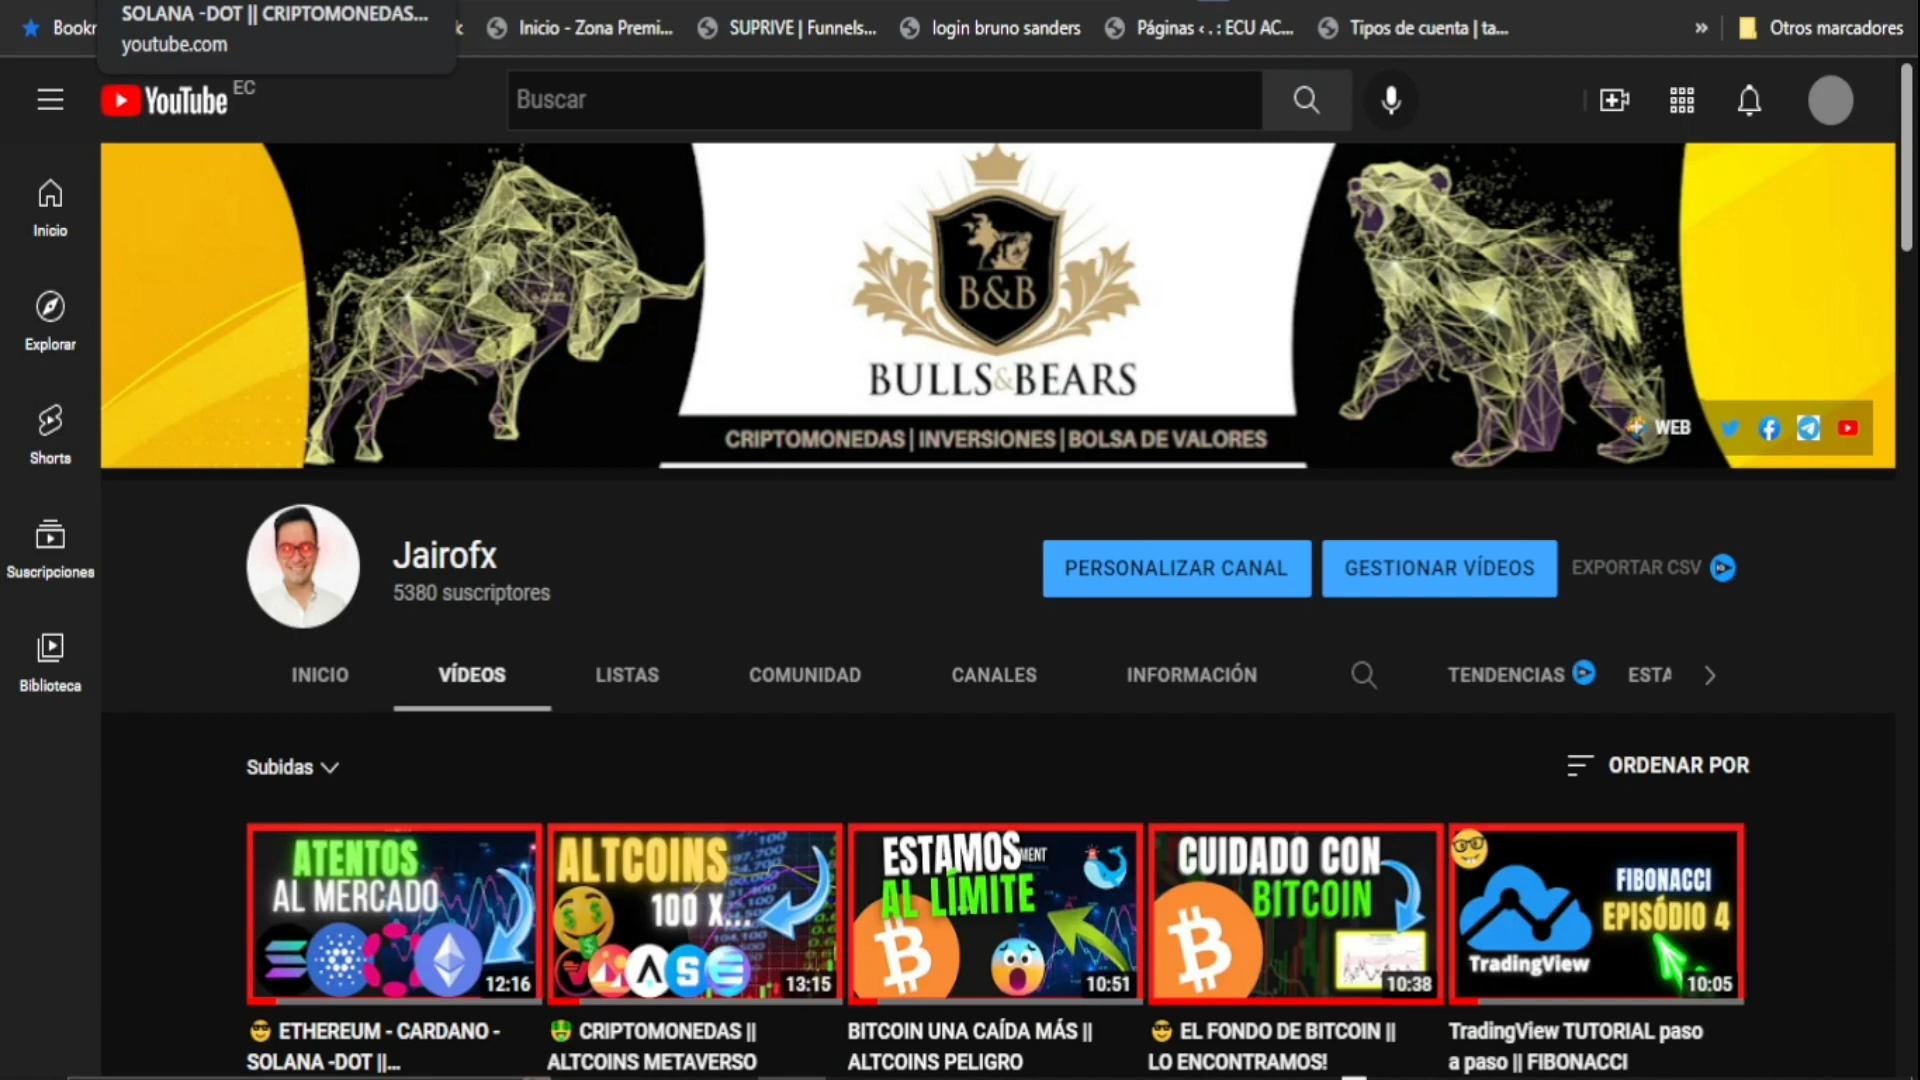 SOLANA -DOT || CRIPTOMONEDAS...
youtube.com
Inicio - Zona Premi...
SUPRIVE | Funnels...
login bruno sanders
Páginas < . : ECU AC...
Tipos de cuenta | ta...
»
Otros marcadores
YouTube EC
Buscar
Inicio
Explorar
Shorts
Suscripciones
Biblioteca
B&B
BULLS&BEARS
CRIPTOMONEDAS | INVERSIONES | BOLSA DE VALORES
WEB
Jairofx
5380 suscriptores
PERSONALIZAR CANAL
GESTIONAR VÍDEOS
EXPORTAR CSV
INICIO
VÍDEOS
LISTAS
COMUNIDAD
CANALES
INFORMACIÓN
TENDENCIAS
ESTA
Subidas
ORDENAR POR
ATENTOS
AL MERCADO
12:16
ALTCOINS
100 X...
13:15
ESTAMOS
AL LÍMITE
10:51
CUIDADO CON
BITCOIN
10:38
FIBONACCI
EPISÓDIO 4
TradingView
10:05
😎 ETHEREUM - CARDANO -
SOLANA -DOT ||...
🤑 CRIPTOMONEDAS ||
ALTCOINS METAVERSO
BITCOIN UNA CAÍDA MÁS ||
ALTCOINS PELIGRO
😎 EL FONDO DE BITCOIN ||
LO ENCONTRAMOS!
TradingView TUTORIAL paso
a paso || FIBONACCI